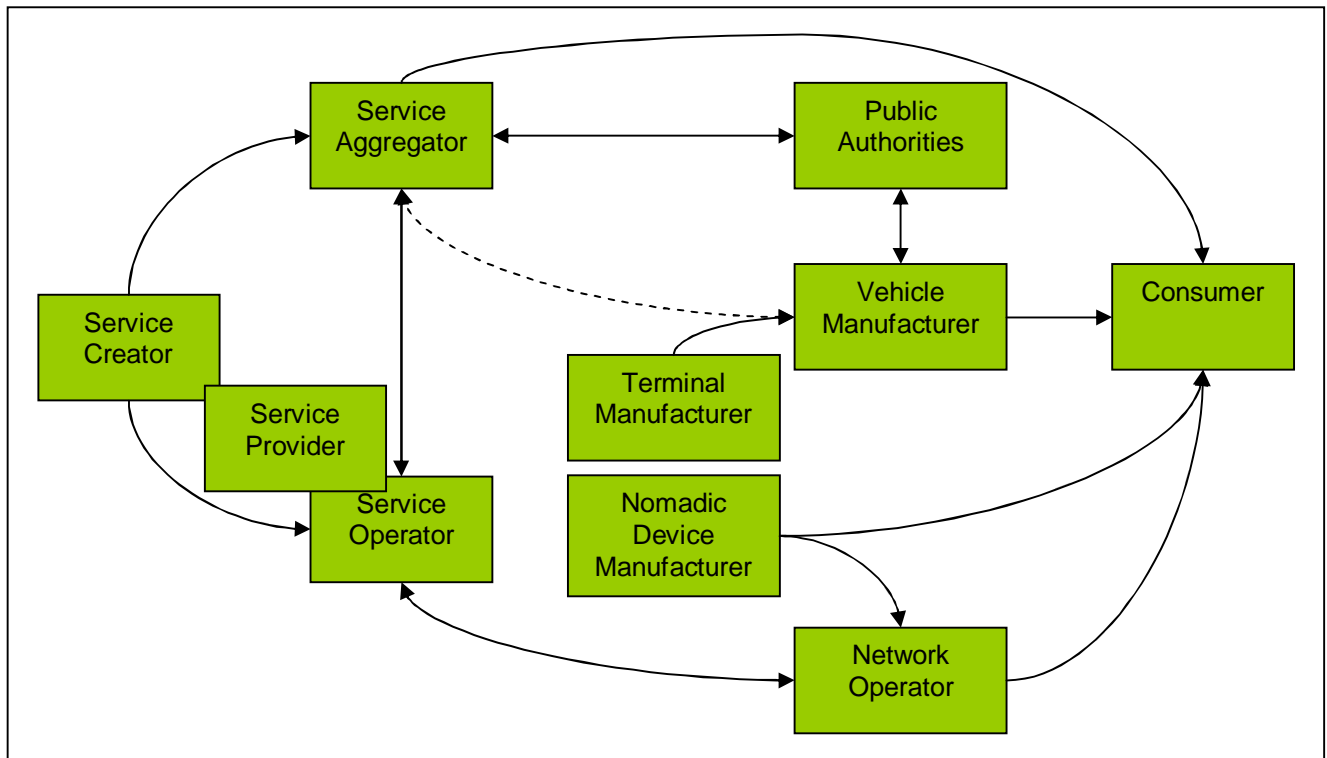 Service
Aggregator
Public
Authorities
Service
Creator
Vehicle
Manufacturer
Consumer
Service
Provider
Terminal
Manufacturer
Service
Operator
Nomadic
Device
Manufacturer
Network
Operator